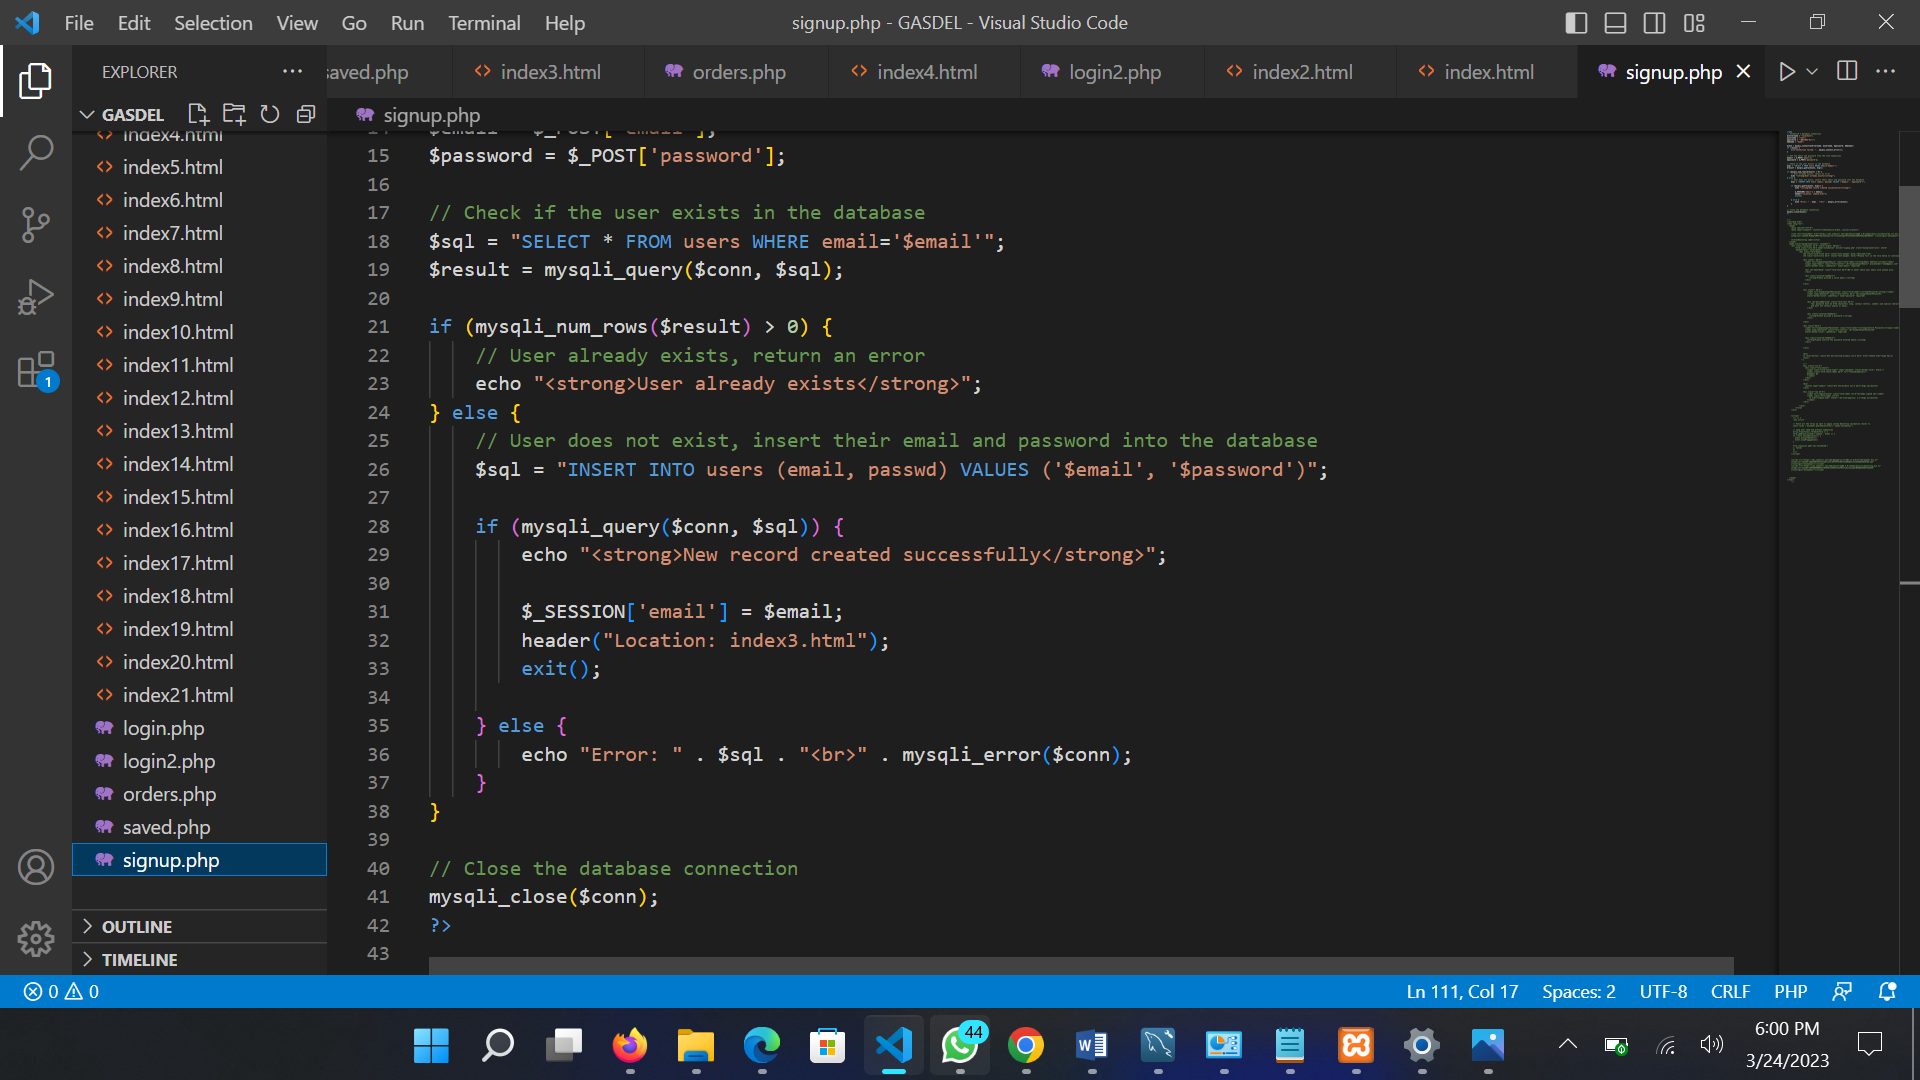 File Edit Selection View Go Run Terminal Help
signup.php - GASDEL - Visual Studio Code
EXPLORER
saved.php index3.html orders.php index4.html login2.php index2.html index.html signup.php
GASDEL
signup.php
index4.html
index5.html
index6.html
index7.html
index8.html
index9.html
index10.html
index11.html
index12.html
index13.html
index14.html
index15.html
index16.html
index17.html
index18.html
index19.html
index20.html
index21.html
login.php
login2.php
orders.php
saved.php
signup.php
OUTLINE
TIMELINE
1
14 $email = $_POST['email'];
15 $password = $_POST['password'];
16
17 // Check if the user exists in the database
18 $sql = "SELECT * FROM users WHERE email='$email'";
19 $result = mysqli_query($conn, $sql);
20
21 if (mysqli_num_rows($result) > 0) {
22 // User already exists, return an error
23 echo "<strong>User already exists</strong>";
24 } else {
25 // User does not exist, insert their email and password into the database
26 $sql = "INSERT INTO users (email, passwd) VALUES ('$email', '$password')";
27
28 if (mysqli_query($conn, $sql)) {
29 echo "<strong>New record created successfully</strong>";
30
31 $_SESSION['email'] = $email;
32 header("Location: index3.html");
33 exit();
34
35 } else {
36 echo "Error: " . $sql . "<br>" . mysqli_error($conn);
37 }
38 }
39
40 // Close the database connection
41 mysqli_close($conn);
42 ?>
43
0 0
Ln 111, Col 17 Spaces: 2 UTF-8 CRLF PHP
44
6:00 PM
3/24/2023